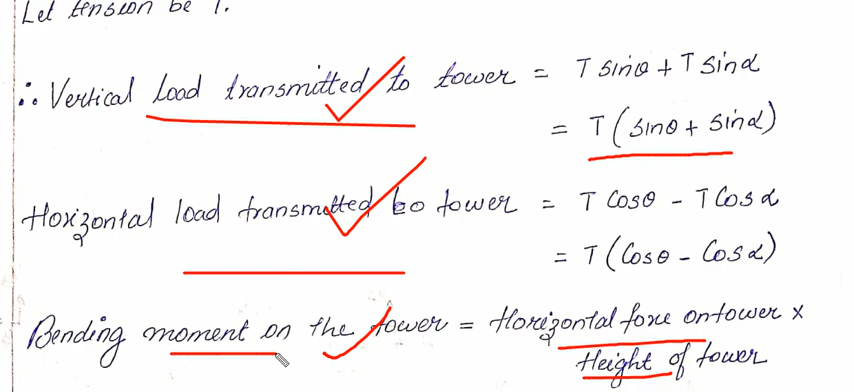 Let tension be T.
∴ Vertical load transmitted to tower = T sinθ + T sinα
= T (sinθ + sinα)
Horizontal load transmitted to tower = T Cosθ - T Cosα
= T (Cosθ - Cosα)
Bending moment on the tower = Horizontal force on tower ×
Height of tower